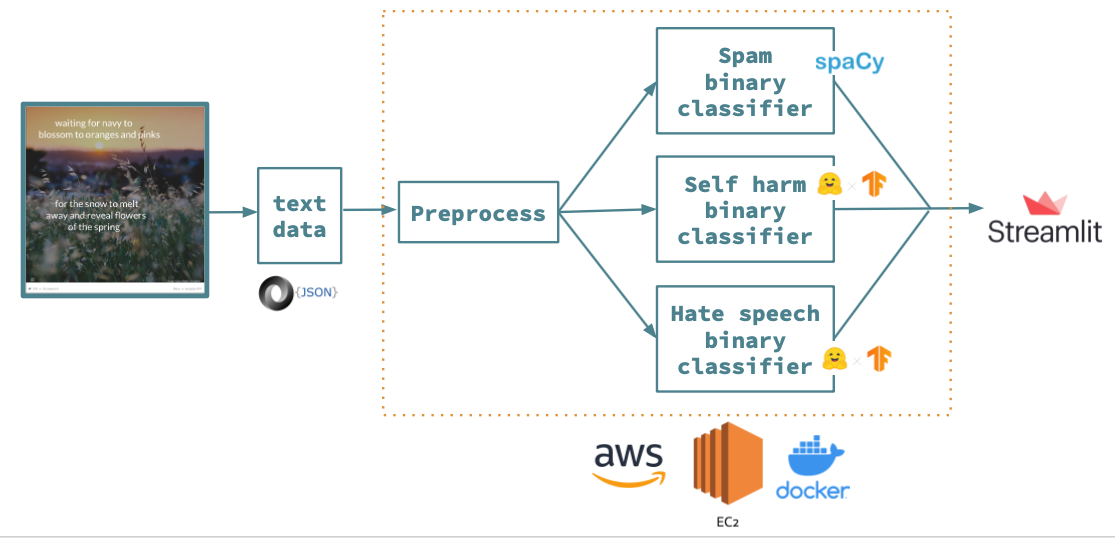 waiting for navy to
blossom to oranges and pinks
for the snow to melt
away and reveal flowers
of the spring
text
data
{JSON}
Preprocess
Spam
binary
classifier
spaCy
Self harm
binary
classifier
Hate speech
binary
classifier
Streamlit
aws
EC2
docker